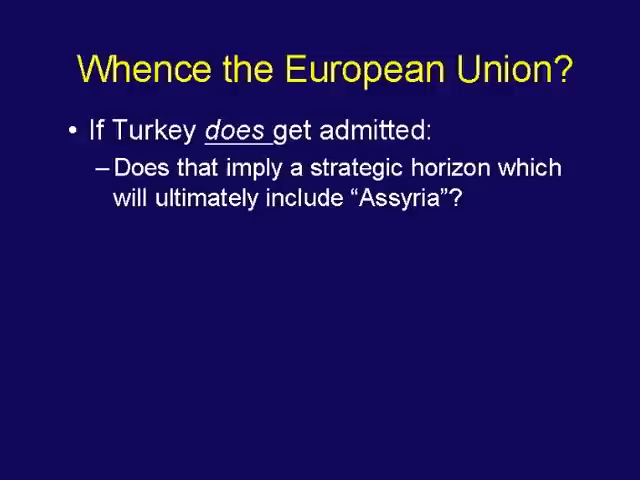 Whence the European Union?
• If Turkey does get admitted:
– Does that imply a strategic horizon which
will ultimately include “Assyria”?